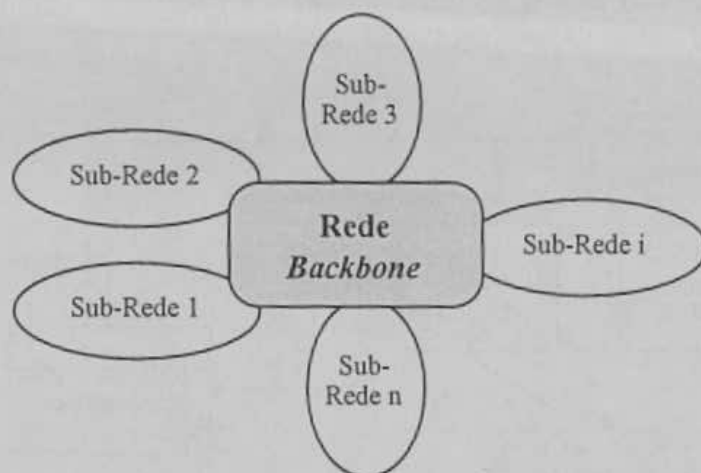 Sub-
Rede 3
Sub-Rede 2
Rede
Backbone
Sub-Rede i
Sub-Rede 1
Sub-
Rede n